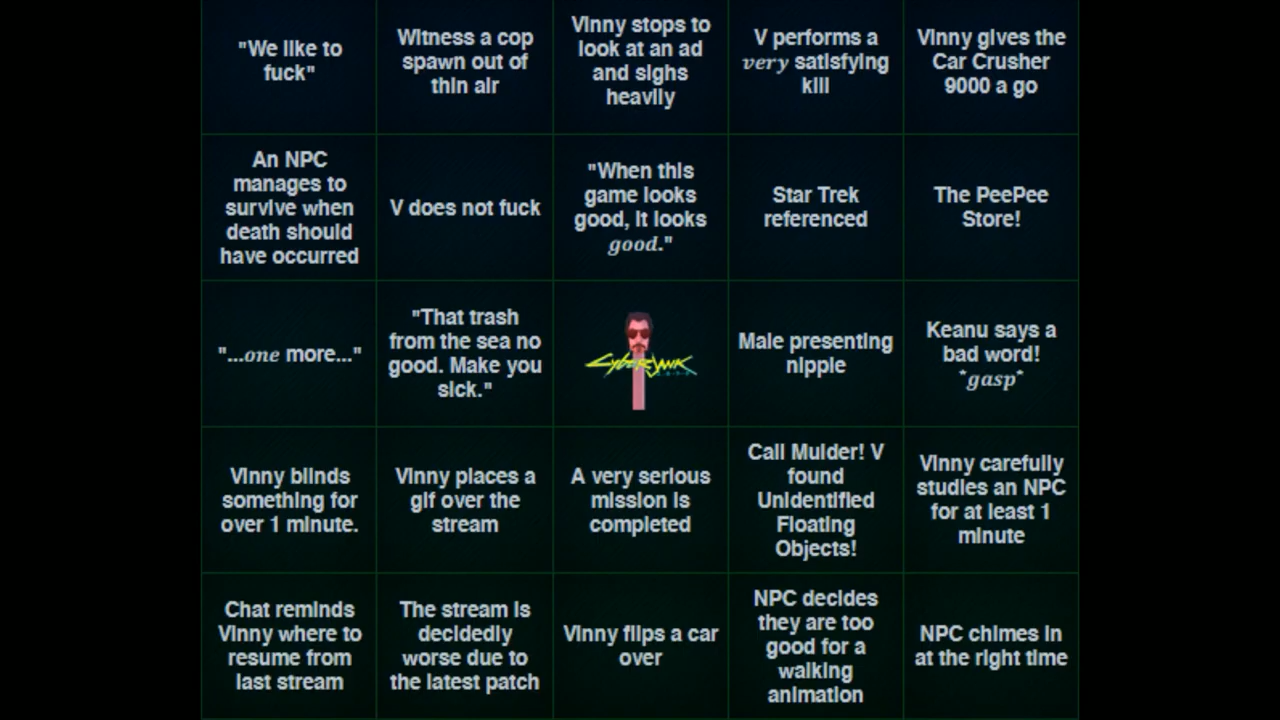 "We like to
fuck"
Witness a cop
spawn out of
thin air
Vinny stops to
look at an ad
and sighs
heavily
V performs a
very satisfying
kill
Vinny gives the
Car Crusher
9000 a go
An NPC
manages to
survive when
death should
have occurred
V does not fuck
"When this
game looks
good, it looks
good."
Star Trek
referenced
The PeePee
Store!
"...one more..."
"That trash
from the sea no
good. Make you
sick."
Cyberpunk
Male presenting
nipple
Keanu says a
bad word!
*gasp*
Vinny blinds
something for
over 1 minute.
Vinny places a
gif over the
stream
A very serious
mission is
completed
Call Mulder! V
found
Unidentified
Floating
Objects!
Vinny carefully
studies an NPC
for at least 1
minute
Chat reminds
Vinny where to
resume from
last stream
The stream is
decidedly
worse due to
the latest patch
Vinny flips a car
over
NPC decides
they are too
good for a
walking
animation
NPC chimes in
at the right time